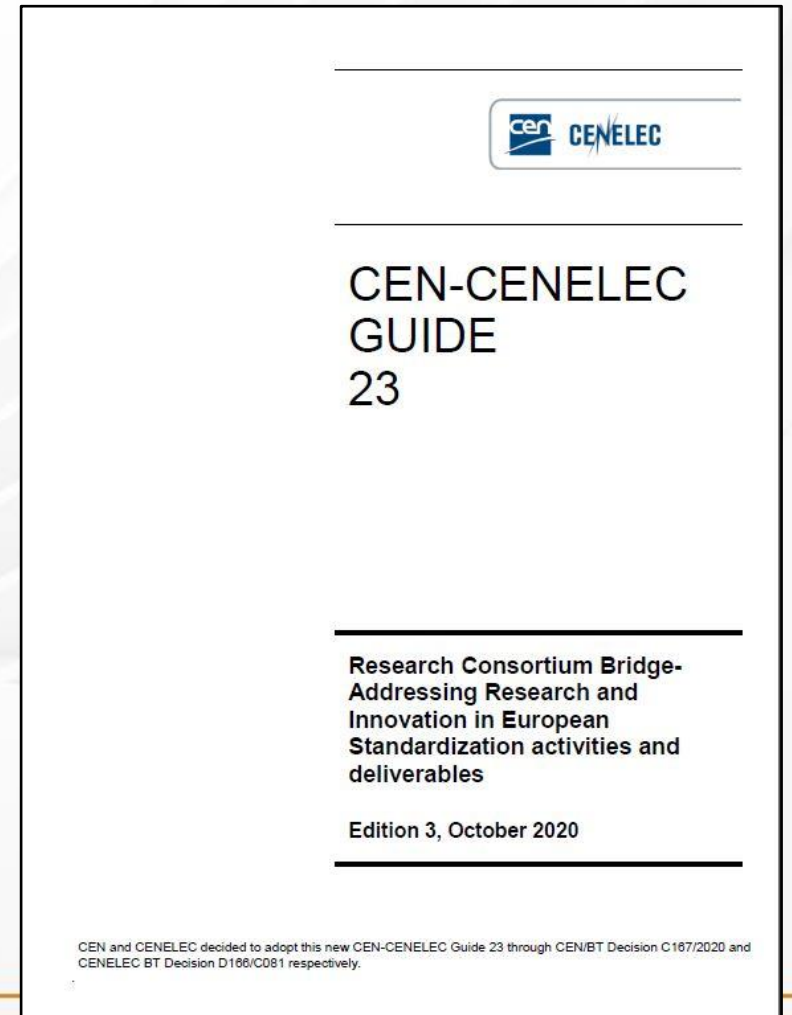 cen CENELEC
CEN-CENELEC
GUIDE
23
Research Consortium Bridge-
Addressing Research and
Innovation in European
Standardization activities and
deliverables
Edition 3, October 2020
CEN and CENELEC decided to adopt this new CEN-CENELEC Guide 23 through CEN/BT Decision C167/2020 and
CENELEC BT Decision D166/C081 respectively.
.